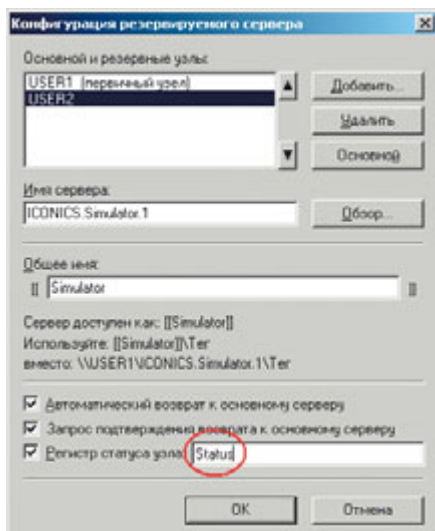 Конфигурация резервируемого сервера
Основной и резервные узлы:
USER1 (первичный узел)
USER2
Добавить...
Удалить
Основной
Имя сервера:
ICONICS.Simulator.1
Обзор...
Общее имя:
[[ Simulator ]]
Сервер доступен как: [[Simulator]]
Используйте: [[Simulator]]\Тег
вместо: \\USER1\ICONICS.Simulator.1\Тег
Автоматический возврат к основному серверу
Запрос подтверждения возврата к основному серверу
Регистр статуса узла: Status
OK
Отмена